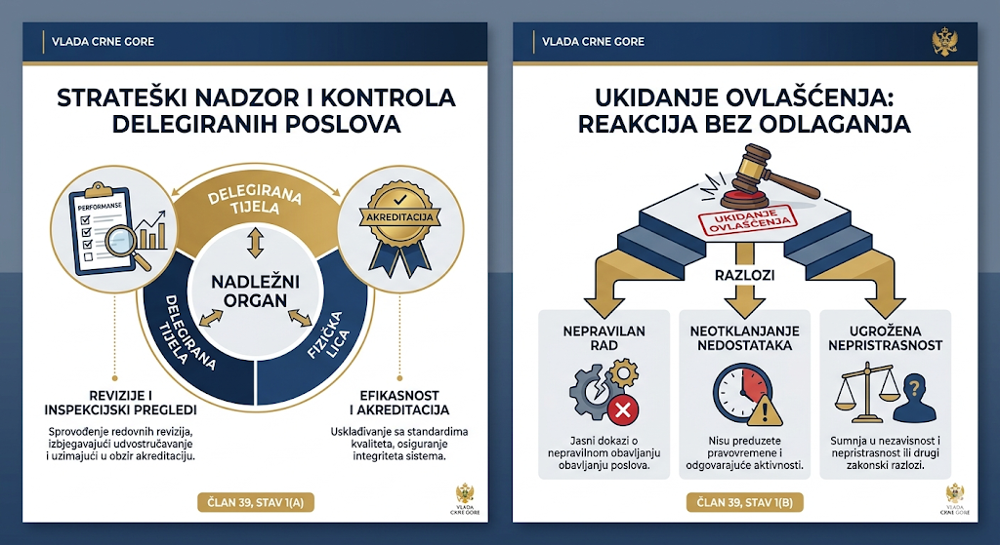 VLADA CRNE GORE
STRATEŠKI NADZOR I KONTROLA
DELEGIRANIH POSLOVA
PERFORMANSE
DELEGIRANA
TIJELA
AKREDITACIJA
NADLEŽNI
ORGAN
DELEGIRANA
TIJELA
FIZIČKA
LICA
REVIZIJE I
INSPEKCIJSKI PREGLEDI
Sprovođenje redovnih revizija,
izbjegavajući udvostručavanje
i uzimajući u obzir akreditaciju.
EFIKASNOST
I AKREDITACIJA
Usklađivanje sa standardima
kvaliteta, osiguranje
integriteta sistema.
ČLAN 39, STAV 1(A)
VLADA
CRNE GORE
VLADA CRNE GORE
UKIDANJE OVLAŠĆENJA:
REAKCIJA BEZ ODLAGANJA
UKIDANJE
OVLAŠĆENJA
RAZLOZI
NEPRAVILAN
RAD
Jasni dokazi o
nepravilnom obavljanju
obavljanju poslova.
NEOTKLANJANJE
NEDOSTATAKA
Nisu preduzete
pravovremene i
odgovarajuće aktivnosti.
UGROŽENA
NEPRISTRASNOST
?
Sumnja u nezavisnost i
nepristrasnost ili drugi
zakonski razlozi.
ČLAN 39, STAV 1(B)
VLADA
CRNE GORE